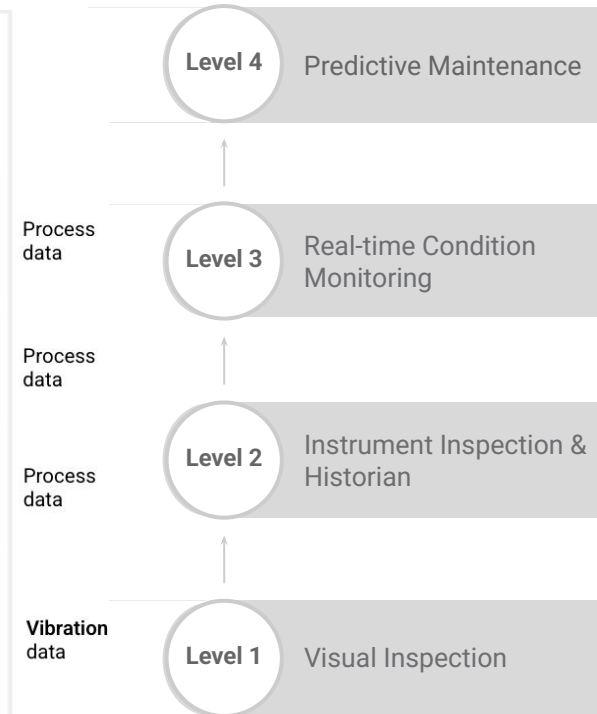 Level 4
Predictive Maintenance
Process
data
Level 3
Real-time Condition
Monitoring
Process
data
Level 2
Instrument Inspection &
Historian
Process
data
Vibration
data
Level 1
Visual Inspection